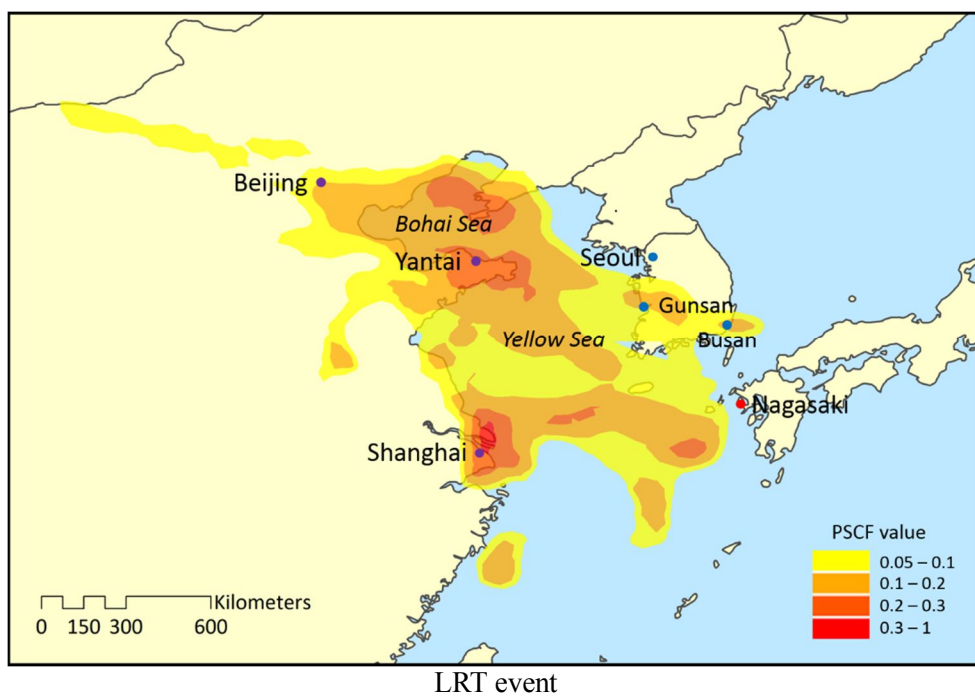 Beijing
Bohai Sea
Yantai
Seoul
Gunsan
Yellow Sea
Busan
Nagasaki
Shanghai
PSCF value
0.05 – 0.1
0.1 – 0.2
0.2 – 0.3
0.3 – 1
Kilometers
0 150 300 600
LRT event